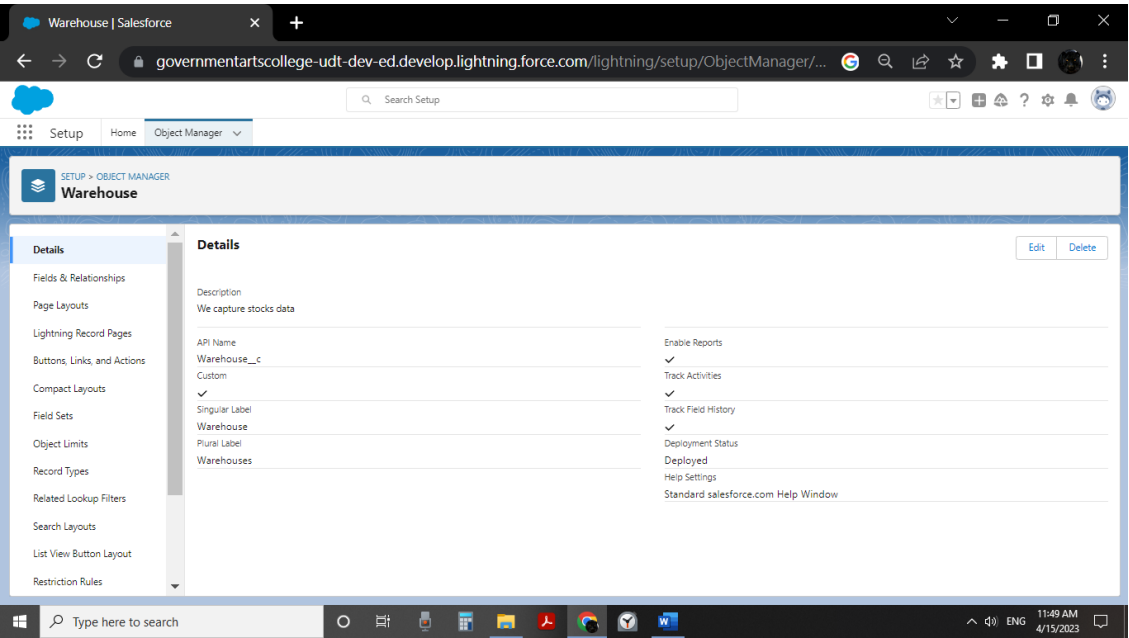 Warehouse | Salesforce
governmentartscollege-udt-dev-ed.develop.lightning.force.com/lightning/setup/ObjectManager/...
Search Setup
Setup
Home
Object Manager
SETUP > OBJECT MANAGER
Warehouse
Details
Fields & Relationships
Page Layouts
Lightning Record Pages
Buttons, Links, and Actions
Compact Layouts
Field Sets
Object Limits
Record Types
Related Lookup Filters
Search Layouts
List View Button Layout
Restriction Rules
Details
Edit
Delete
Description
We capture stocks data
API Name
Warehouse__c
Custom
Singular Label
Warehouse
Plural Label
Warehouses
Enable Reports
Track Activities
Track Field History
Deployment Status
Deployed
Help Settings
Standard salesforce.com Help Window
Type here to search
ENG
11:49 AM
4/15/2023